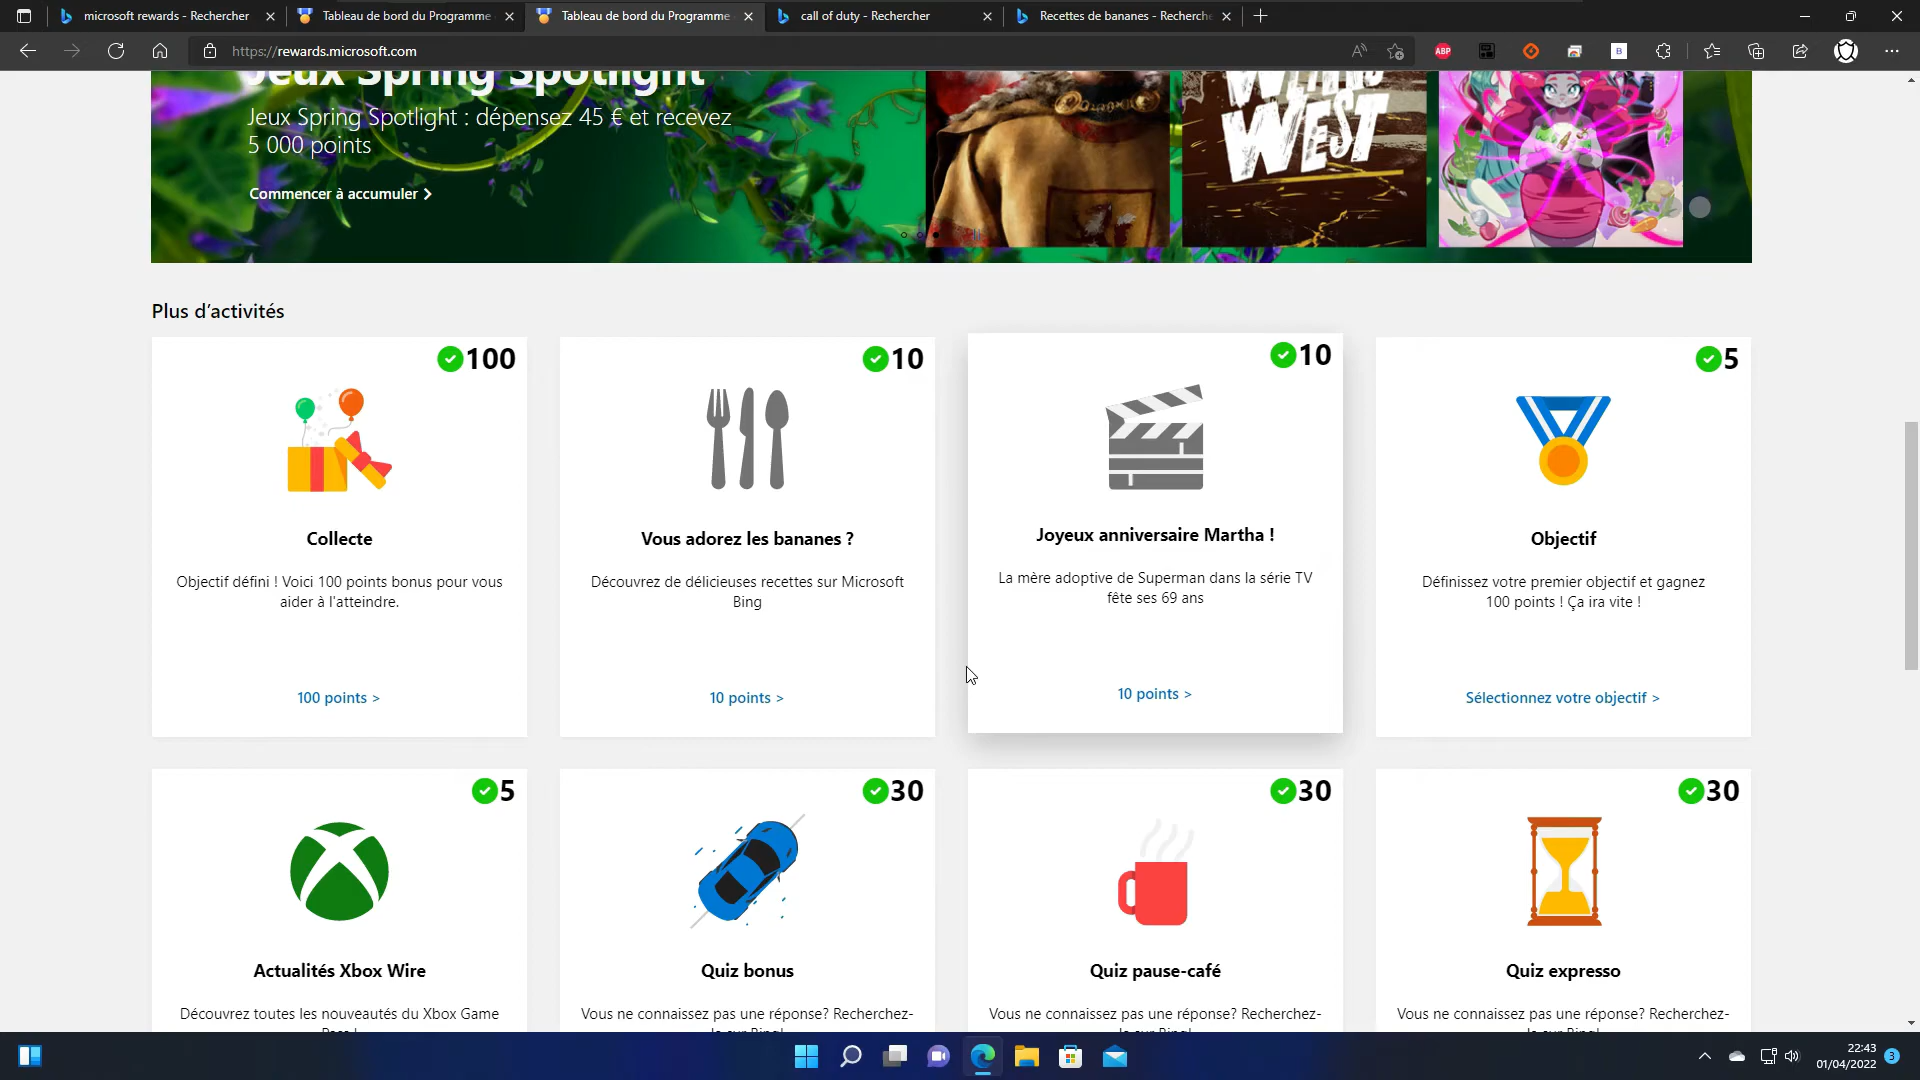 microsoft rewards - Rechercher
Tableau de bord du Programme
Tableau de bord du Programme
call of duty - Rechercher
Recettes de bananes - Recherche
https://rewards.microsoft.com
ABP
B
Jeux Spring Spotlight
Jeux Spring Spotlight : dépensez 45 € et recevez
5 000 points
Commencer à accumuler >
WEST
Plus d'activités
100
Collecte
Objectif défini ! Voici 100 points bonus pour vous
aider à l'atteindre.
100 points >
10
Vous adorez les bananes ?
Découvrez de délicieuses recettes sur Microsoft
Bing
10 points >
10
Joyeux anniversaire Martha !
La mère adoptive de Superman dans la série TV
fête ses 69 ans
10 points >
5
Objectif
Définissez votre premier objectif et gagnez
100 points ! Ça ira vite !
Sélectionnez votre objectif >
5
Actualités Xbox Wire
Découvrez toutes les nouveautés du Xbox Game
30
Quiz bonus
Vous ne connaissez pas une réponse? Recherchez-
30
Quiz pause-café
Vous ne connaissez pas une réponse? Recherchez-
30
Quiz expresso
Vous ne connaissez pas une réponse? Recherchez-
22:43
01/04/2022
3